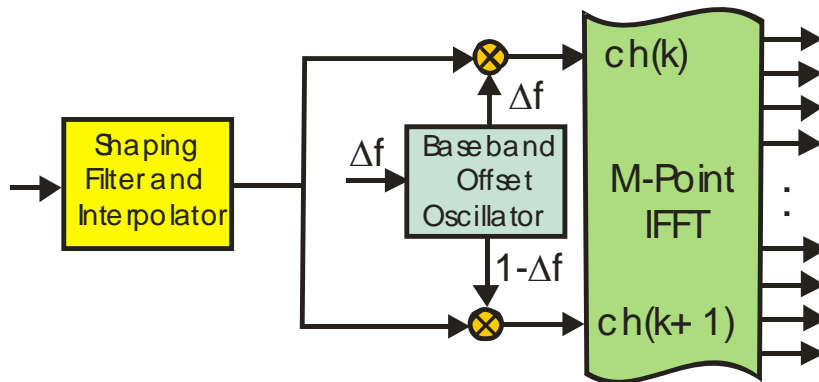 Shaping
Filter and
Interpolator
Δf
Baseband
Offset
Oscillator
Δf
1-Δf
ch(k)
M-Point
IFFT
:
ch(k+ 1)